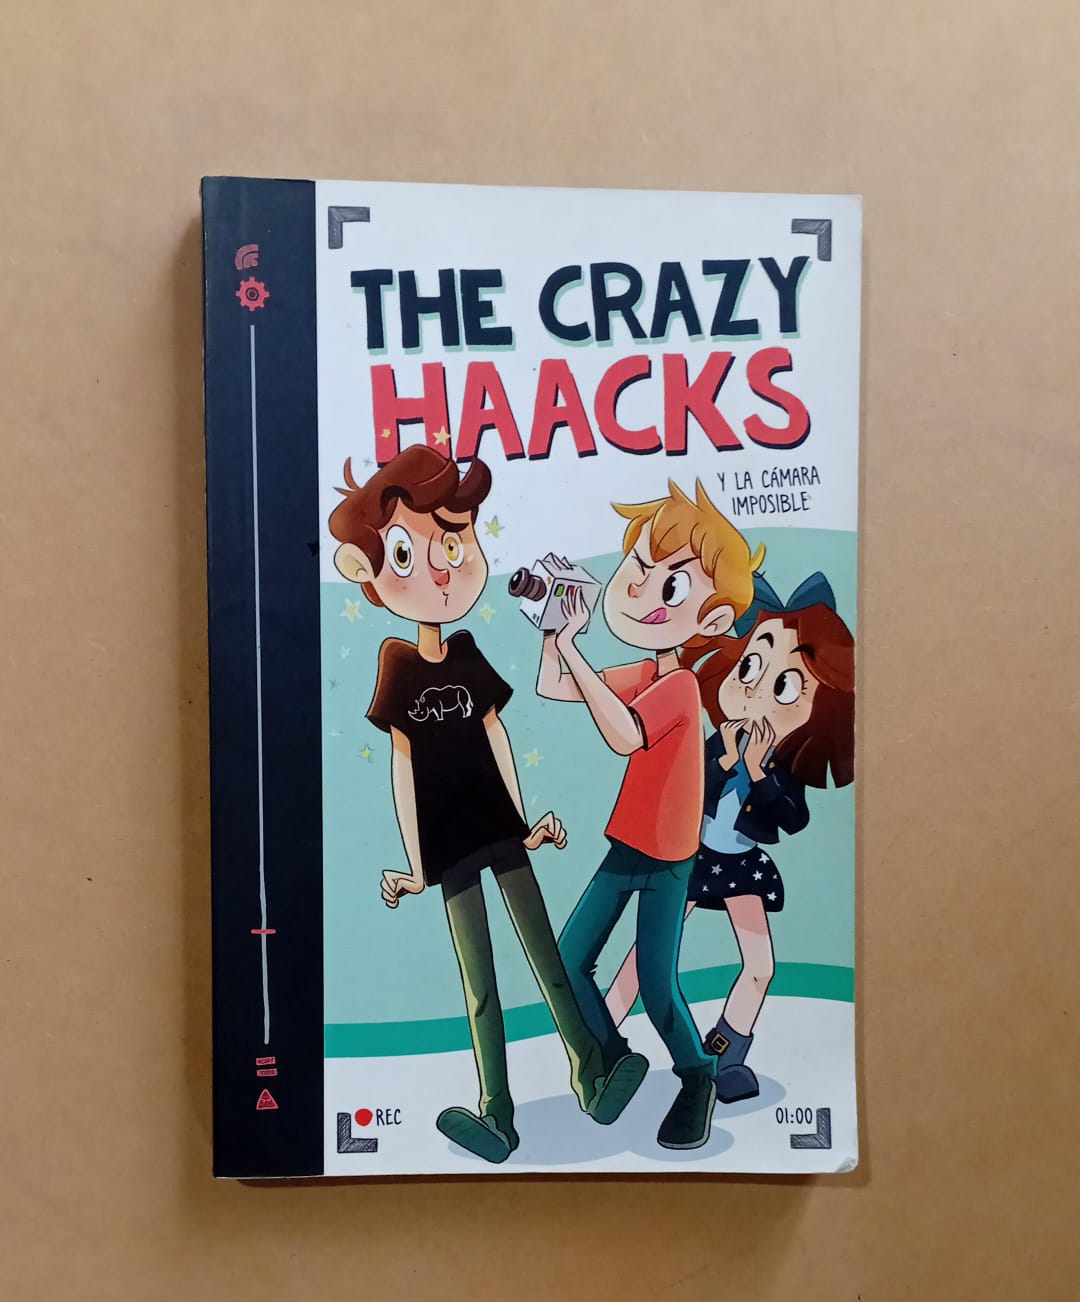 THE CRAZY
HAACKS
Y LA CÁMARA
IMPOSIBLE
REC
01:00